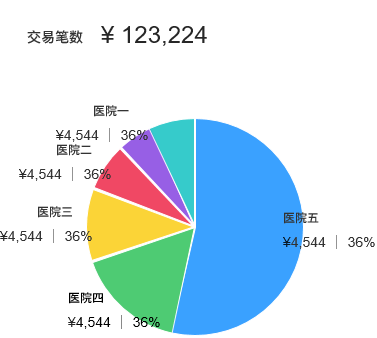 交易笔数 ¥ 123,224
医院一
¥4,544 | 36%
医院二
¥4,544 | 36%
医院三
¥4,544 | 36%
医院五
¥4,544 | 36%
医院四
¥4,544 | 36%